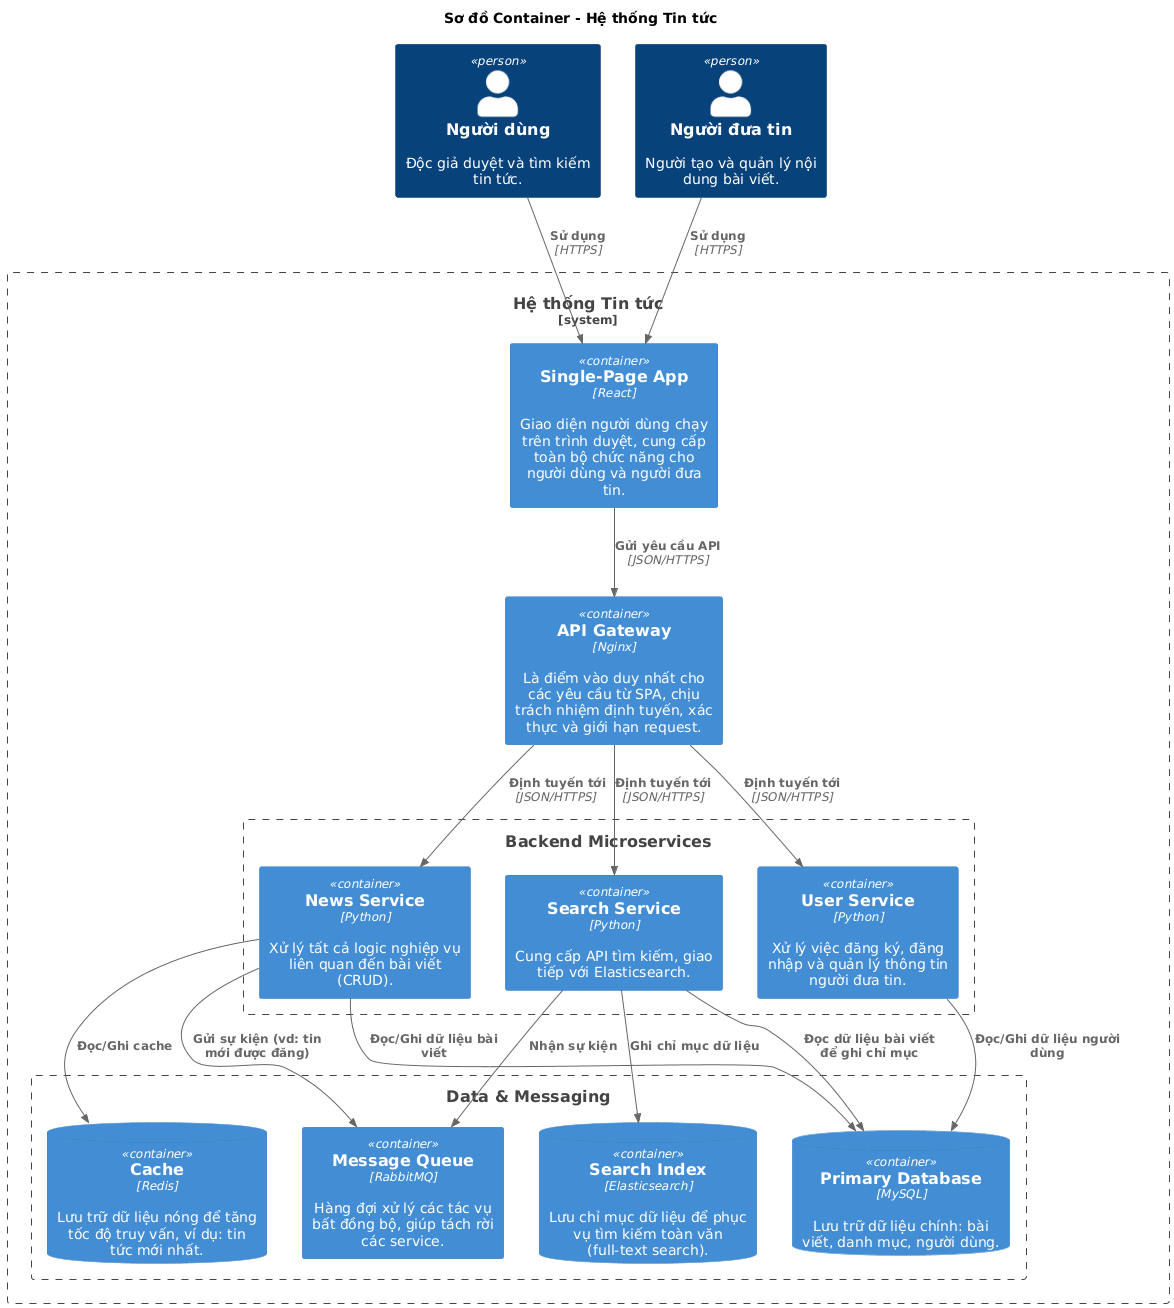 Sơ đồ Container - Hệ thống Tin tức
«person»
Người dùng
Độc giả duyệt và tìm kiếm
tin tức.
«person»
Người đưa tin
Người tạo và quản lý nội
dung bài viết.
Sử dụng
[HTTPS]
Sử dụng
[HTTPS]
Hệ thống Tin tức
[system]
«container»
Single-Page App
[React]
Giao diện người dùng chạy
trên trình duyệt, cung cấp
toàn bộ chức năng cho
người dùng và người đưa
tin.
Gửi yêu cầu API
[JSON/HTTPS]
«container»
API Gateway
[Nginx]
Là điểm vào duy nhất cho
các yêu cầu từ SPA, chịu
trách nhiệm định tuyến, xác
thực và giới hạn request.
Định tuyến tới
[JSON/HTTPS]
Định tuyến tới
[JSON/HTTPS]
Định tuyến tới
[JSON/HTTPS]
Backend Microservices
«container»
News Service
[Python]
Xử lý tất cả logic nghiệp vụ
liên quan đến bài viết
(CRUD).
«container»
Search Service
[Python]
Cung cấp API tìm kiếm, giao
tiếp với Elasticsearch.
«container»
User Service
[Python]
Xử lý việc đăng ký, đăng
nhập và quản lý thông tin
người đưa tin.
Đọc/Ghi cache
Gửi sự kiện (vd: tin
mới được đăng)
Đọc/Ghi dữ liệu bài
viết
Nhận sự kiện
Ghi chỉ mục dữ liệu
Đọc dữ liệu bài viết
để ghi chỉ mục
Đọc/Ghi dữ liệu người
dùng
Data & Messaging
«container»
Cache
[Redis]
Lưu trữ dữ liệu nóng để tăng
tốc độ truy vấn, ví dụ: tin
tức mới nhất.
«container»
Message Queue
[RabbitMQ]
Hàng đợi xử lý các tác vụ
bất đồng bộ, giúp tách rời
các service.
«container»
Search Index
[Elasticsearch]
Lưu chỉ mục dữ liệu để phục
vụ tìm kiếm toàn văn
(full-text search).
«container»
Primary Database
[MySQL]
Lưu trữ dữ liệu chính: bài
viết, danh mục, người dùng.